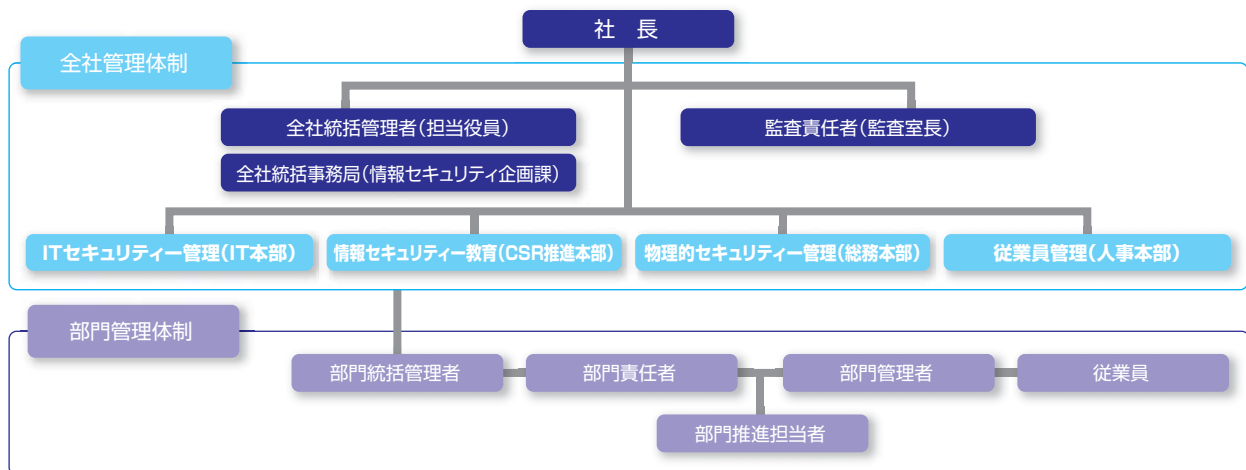 社　長
全社管理体制
全社統括管理者(担当役員)
監査責任者(監査室長)
全社統括事務局(情報セキュリティ企画課)
ITセキュリティー管理(IT本部)
情報セキュリティー教育(CSR推進本部)
物理的セキュリティー管理(総務本部)
従業員管理(人事本部)
部門管理体制
部門統括管理者
部門責任者
部門管理者
従業員
部門推進担当者